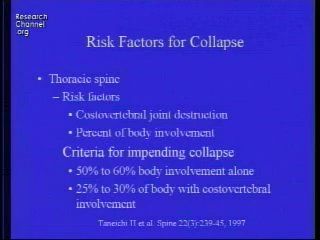 Research
Channel
.org
Risk Factors for Collapse
• Thoracic spine
– Risk factors
• Costovertebral joint destruction
• Percent of body involvement
Criteria for impending collapse
• 50% to 60% body involvement alone
• 25% to 30% of body with costovertebral
involvement
Taneichi H et al. Spine 22(3):239-45, 1997